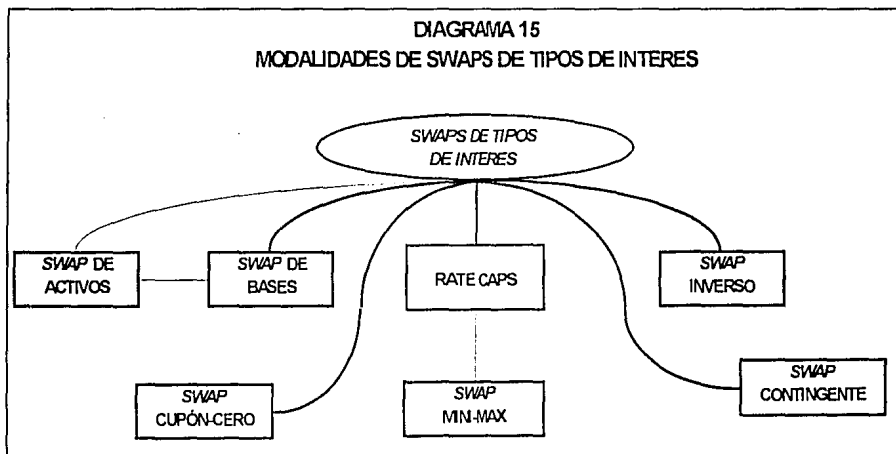 DIAGRAMA 15
MODALIDADES DE SWAPS DE TIPOS DE INTERES
SWAPS DE TIPOS
DE INTERES
SWAP DE
ACTIVOS
SWAP DE
BASES
RATE CAPS
SWAP
INVERSO
SWAP
CUPÓN-CERO
SWAP
MINI-MAX
SWAP
CONTINGENTE